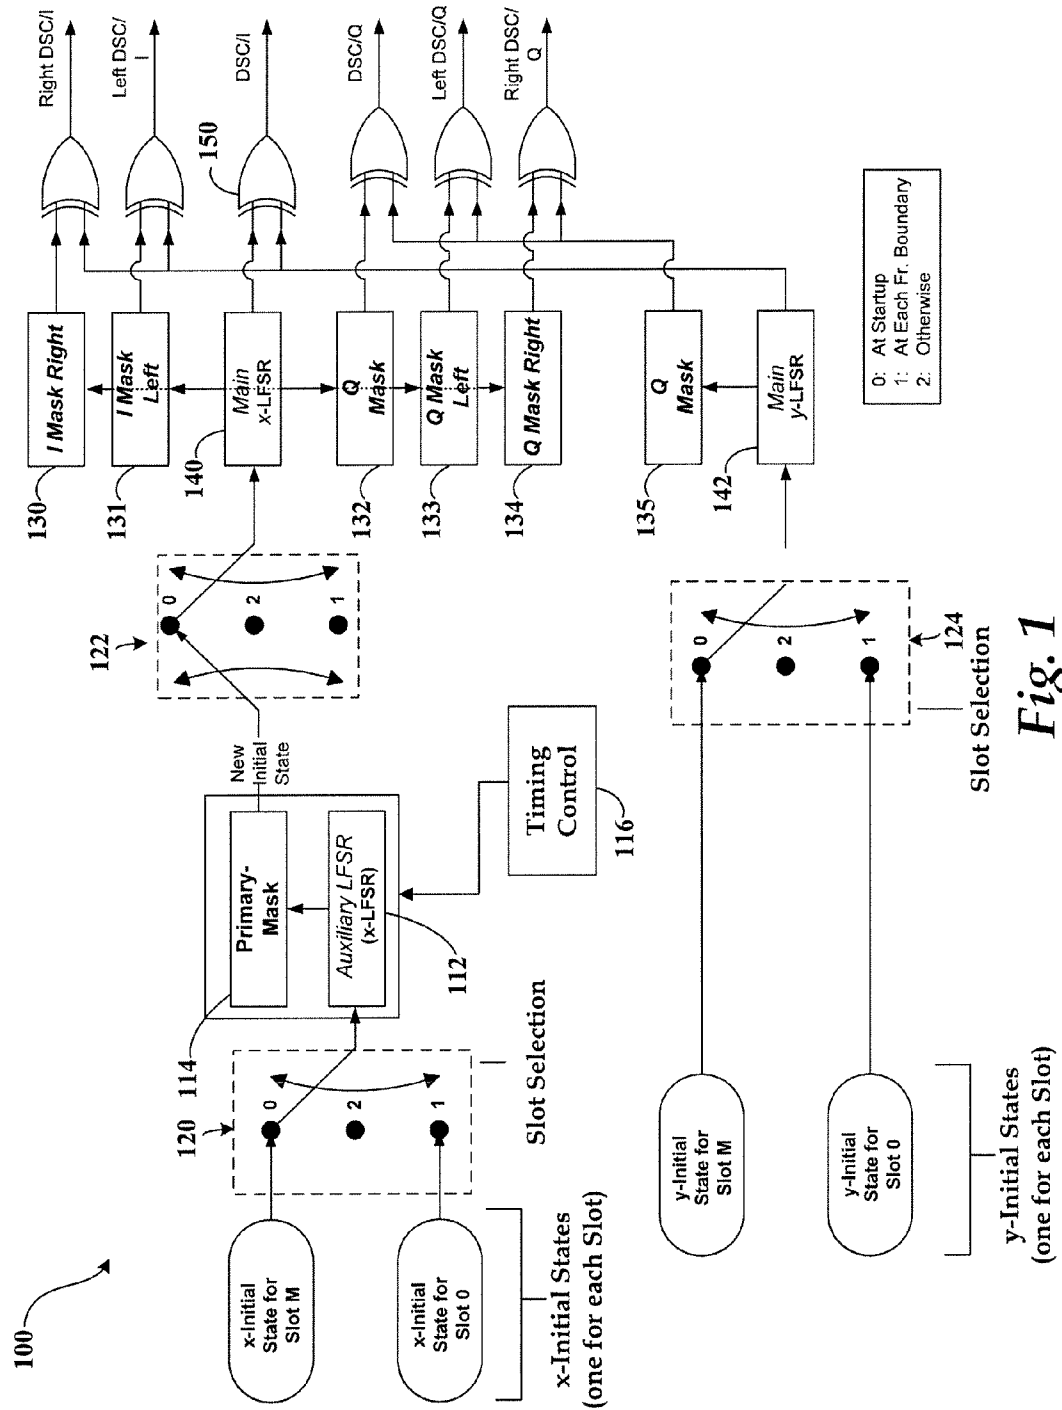 100
x-Initial
State for
Slot M
x-Initial
State for
Slot 0
x-Initial States
(one for each Slot)
120
0
2
1
Slot Selection
114
Primary-
Mask
Auxiliary LFSR
(x-LFSR)
112
New
Initial
State
Timing
Control
116
122
0
2
1
130
I Mask Right
131
I Mask
Left
140
Main
x-LFSR
132
Q
Mask
133
Q Mask
Left
134
Q Mask Right
135
Q
Mask
142
Main
y-LFSR
150
Right DSC/I
Left DSC/
I
DSC/I
DSC/Q
Left DSC/Q
Right DSC/
Q
y-Initial
State for
Slot M
y-Initial
State for
Slot 0
y-Initial States
(one for each Slot)
0
2
1
124
Slot Selection
0: At Startup
1: At Each Fr. Boundary
2: Otherwise
Fig. 1